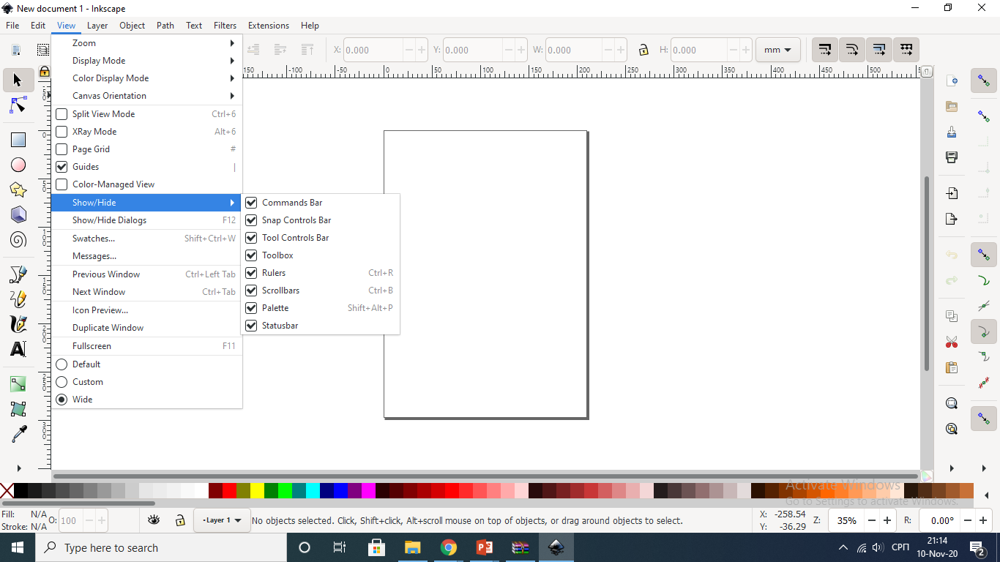 New document 1 - Inkscape
File Edit View Layer Object Path Text Filters Extensions Help
X: 0.000 Y: 0.000 W: 0.000 H: 0.000 mm
150 -100 -50 0 50 100 150 200 250 300 350 400 450 500
Zoom
Display Mode
Color Display Mode
Canvas Orientation
Split View Mode Ctrl+6
XRay Mode Alt+6
Page Grid #
Guides |
Color-Managed View
Show/Hide
Show/Hide Dialogs F12
Swatches... Shift+Ctrl+W
Messages...
Previous Window Ctrl+Left Tab
Next Window Ctrl+Tab
Icon Preview...
Duplicate Window
Fullscreen F11
Default
Custom
Wide
Commands Bar
Snap Controls Bar
Tool Controls Bar
Toolbox
Rulers Ctrl+R
Scrollbars Ctrl+B
Palette Shift+Alt+P
Statusbar
0
50
100
150
200
250
300
Activate Windows
Go to Settings to activate Windows.
Fill: N/A
Stroke: N/A
O: 100
-Layer 1
No objects selected. Click, Shift+click, Alt+scroll mouse on top of objects, or drag around objects to select.
X: -258.54
Y: -36.29
Z: 35% R: 0.00°
Type here to search
СРП
21:14
10-Nov-20
2